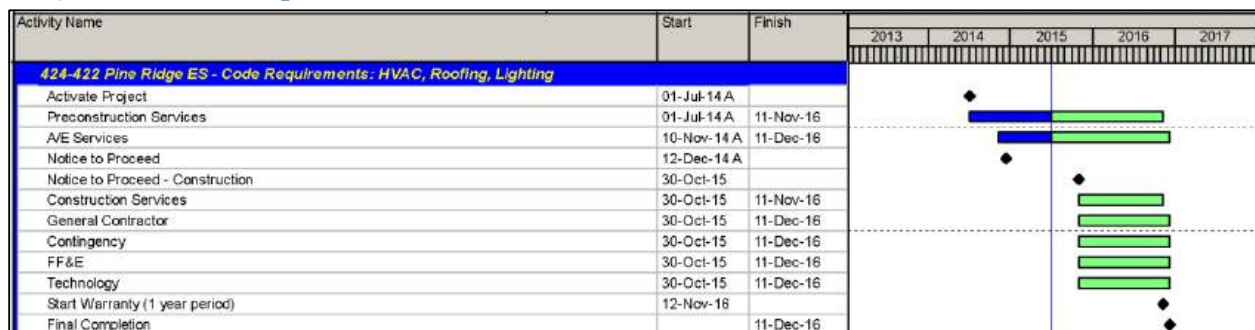 Activity Name Start Finish
2013 2014 2015 2016 2017
424-422 Pine Ridge ES - Code Requirements: HVAC, Roofing, Lighting
Activate Project 01-Jul-14 A
Preconstruction Services 01-Jul-14 A 11-Nov-16
A/E Services 10-Nov-14 A 11-Dec-16
Notice to Proceed 12-Dec-14 A
Notice to Proceed - Construction 30-Oct-15
Construction Services 30-Oct-15 11-Nov-16
General Contractor 30-Oct-15 11-Dec-16
Contingency 30-Oct-15 11-Dec-16
FF&E 30-Oct-15 11-Dec-16
Technology 30-Oct-15 11-Dec-16
Start Warranty (1 year period) 12-Nov-16
Final Completion 11-Dec-16